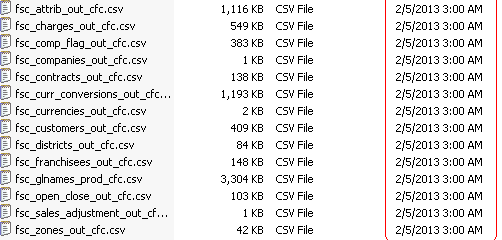 fsc_attrib_out_cfc.csv 1,116 KB CSV File 2/5/2013 3:00 AM
fsc_charges_out_cfc.csv 549 KB CSV File 2/5/2013 3:00 AM
fsc_comp_flag_out_cfc.csv 383 KB CSV File 2/5/2013 3:00 AM
fsc_companies_out_cfc.csv 1 KB CSV File 2/5/2013 3:00 AM
fsc_contracts_out_cfc.csv 138 KB CSV File 2/5/2013 3:00 AM
fsc_curr_conversions_out_cfc... 1,193 KB CSV File 2/5/2013 3:00 AM
fsc_currencies_out_cfc.csv 2 KB CSV File 2/5/2013 3:00 AM
fsc_customers_out_cfc.csv 409 KB CSV File 2/5/2013 3:00 AM
fsc_districts_out_cfc.csv 84 KB CSV File 2/5/2013 3:00 AM
fsc_franchisees_out_cfc.csv 148 KB CSV File 2/5/2013 3:00 AM
fsc_glnames_prod_cfc.csv 3,304 KB CSV File 2/5/2013 3:00 AM
fsc_open_close_out_cfc.csv 103 KB CSV File 2/5/2013 3:00 AM
fsc_sales_adjustment_out_cf... 1 KB CSV File 2/5/2013 3:00 AM
fsc_zones_out_cfc.csv 42 KB CSV File 2/5/2013 3:00 AM